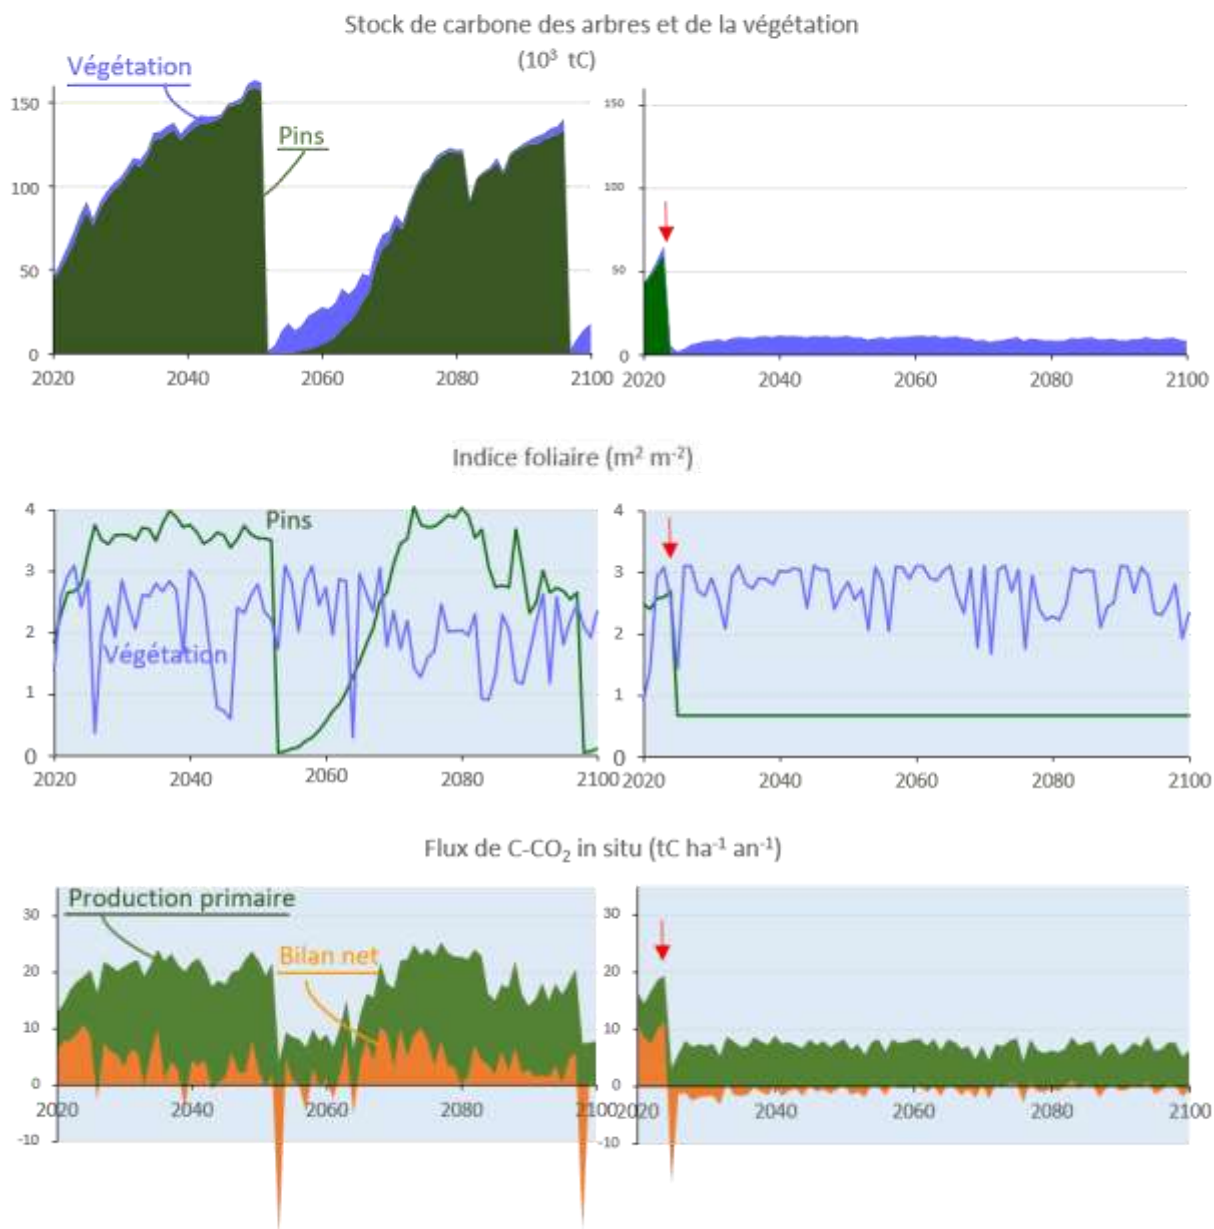 Stock de carbone des arbres et de la végétation
(10³ tC)
Végétation
Pins
150
100
50
0
2020 2040 2060 2080 2100
150
100
50
0
2020 2040 2060 2080 2100
Indice foliaire (m² m⁻²)
Pins
Végétation
4
3
2
1
0
2020 2040 2060 2080 2100
4
3
2
1
0
2020 2040 2060 2080 2100
Flux de C-CO₂ in situ (tC ha⁻¹ an⁻¹)
Production primaire
Bilan net
30
20
10
0
-10
2020 2040 2060 2080 2100
30
20
10
0
-10
2020 2040 2060 2080 2100